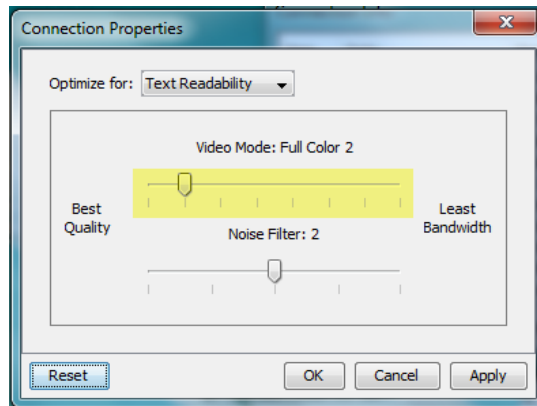 Connection Properties
Optimize for: Text Readability
Video Mode: Full Color 2
Best
Quality
Least
Bandwidth
Noise Filter: 2
Reset OK Cancel Apply